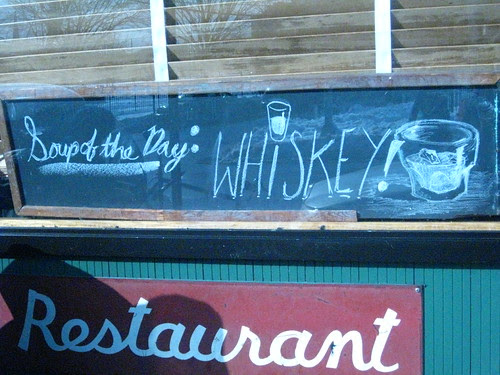 Soup of the Day: WHiSKEY!
Restaurant